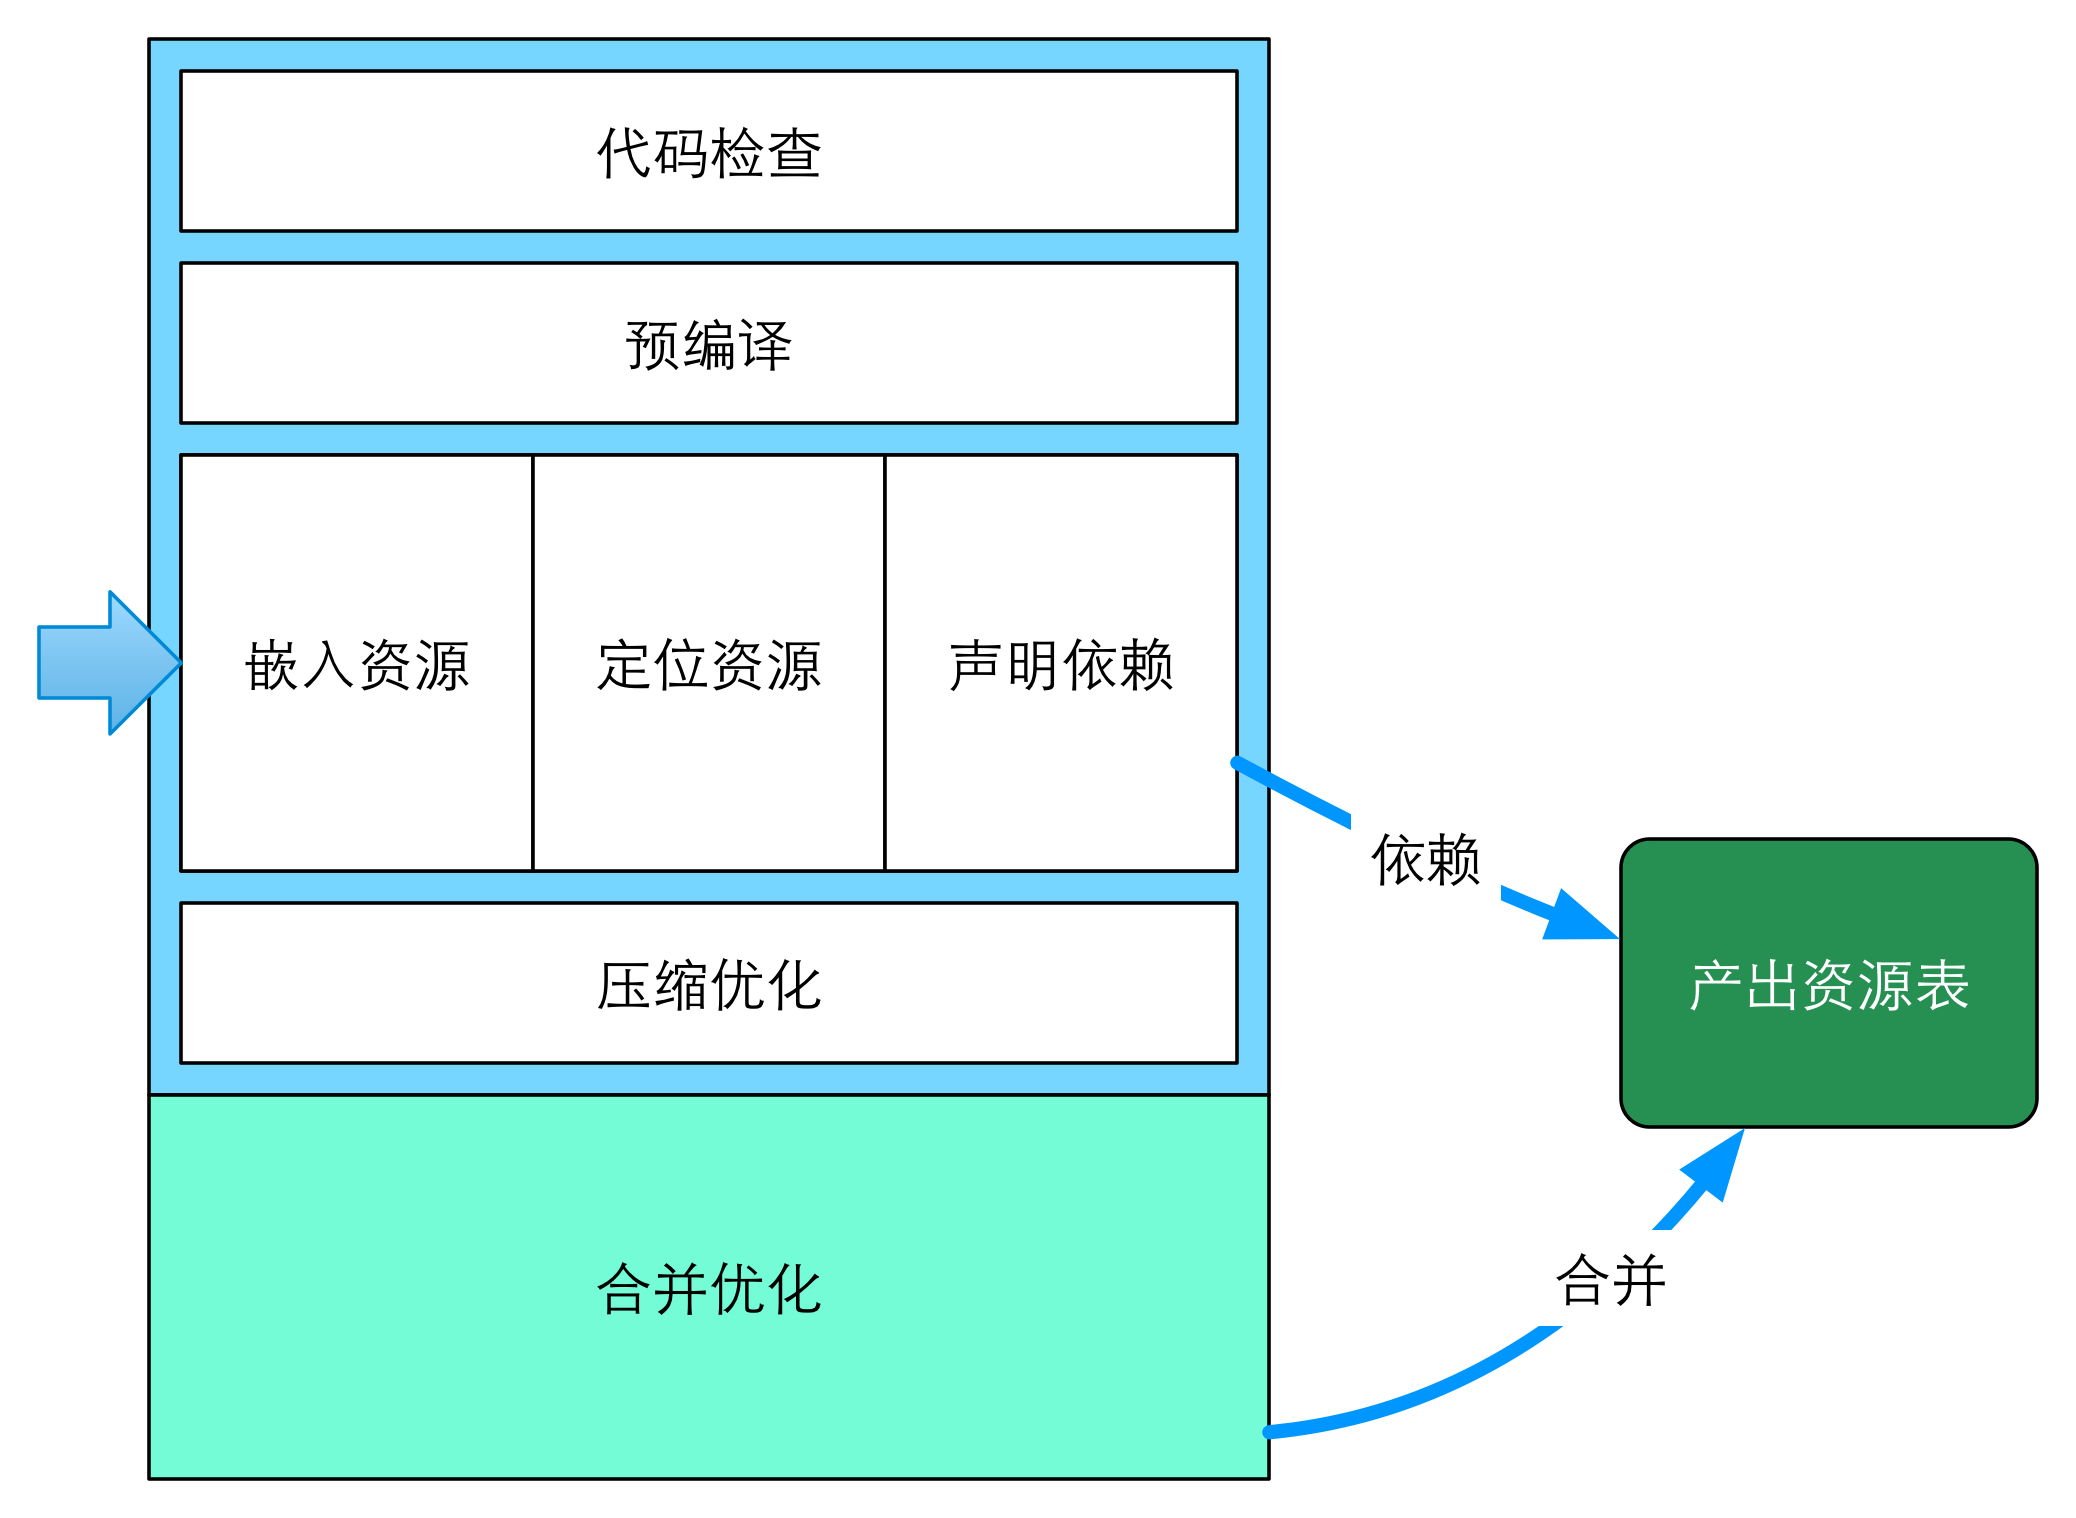 代码检查
预编译
嵌入资源
定位资源
声明依赖
依赖
压缩优化
产出资源表
合并优化
合并